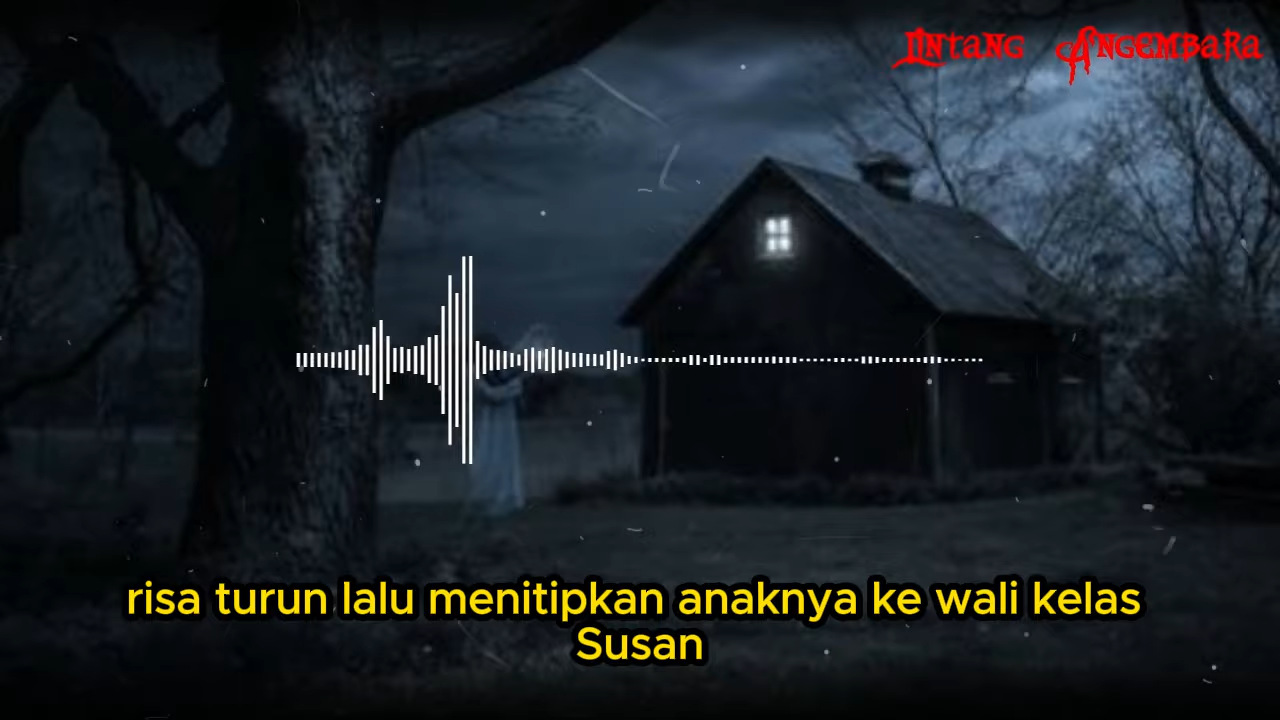 Lintang Angembara
risa turun lalu menitipkan anaknya ke wali kelas
Susan